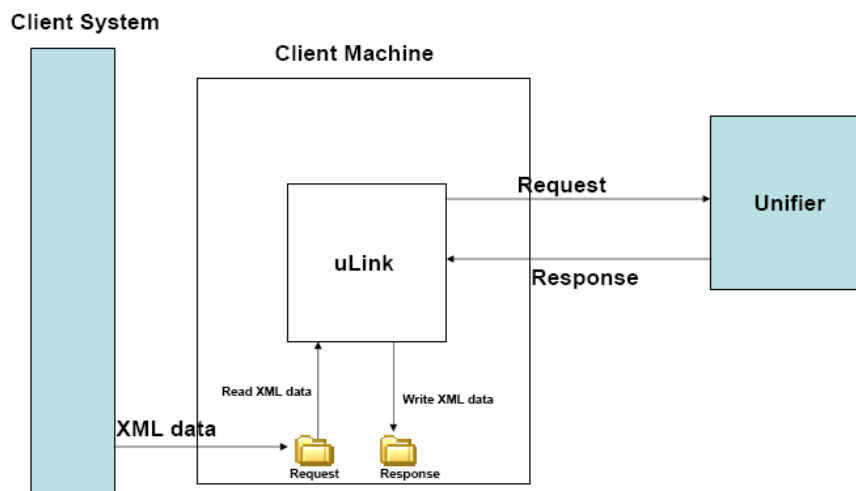 Client System
Client Machine
Request
Unifier
uLink
Response
Read XML data
Write XML data
XML data
Request
Response